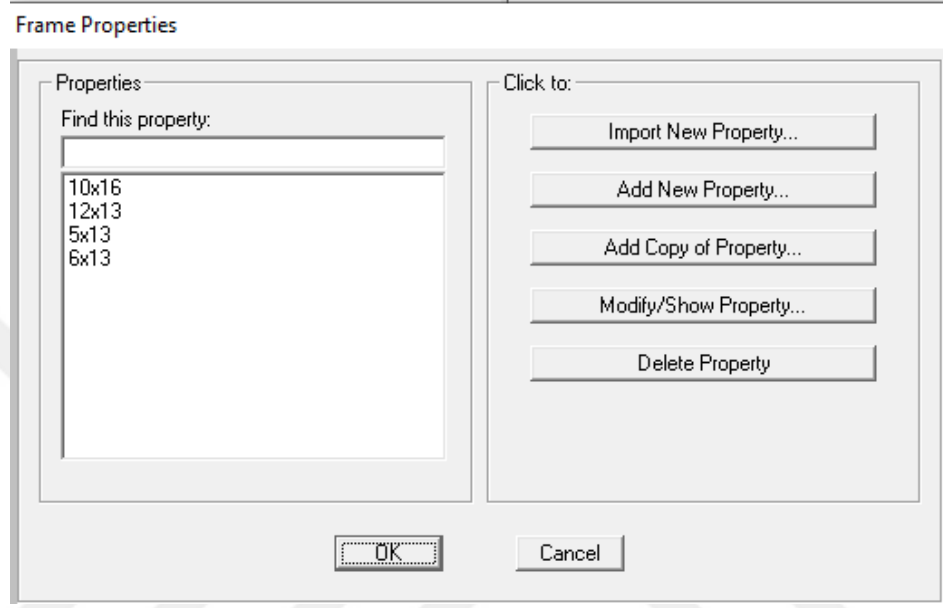 Frame Properties
Properties
Find this property:
10x16
12x13
5x13
6x13
Click to:
Import New Property...
Add New Property...
Add Copy of Property...
Modify/Show Property...
Delete Property
OK
Cancel